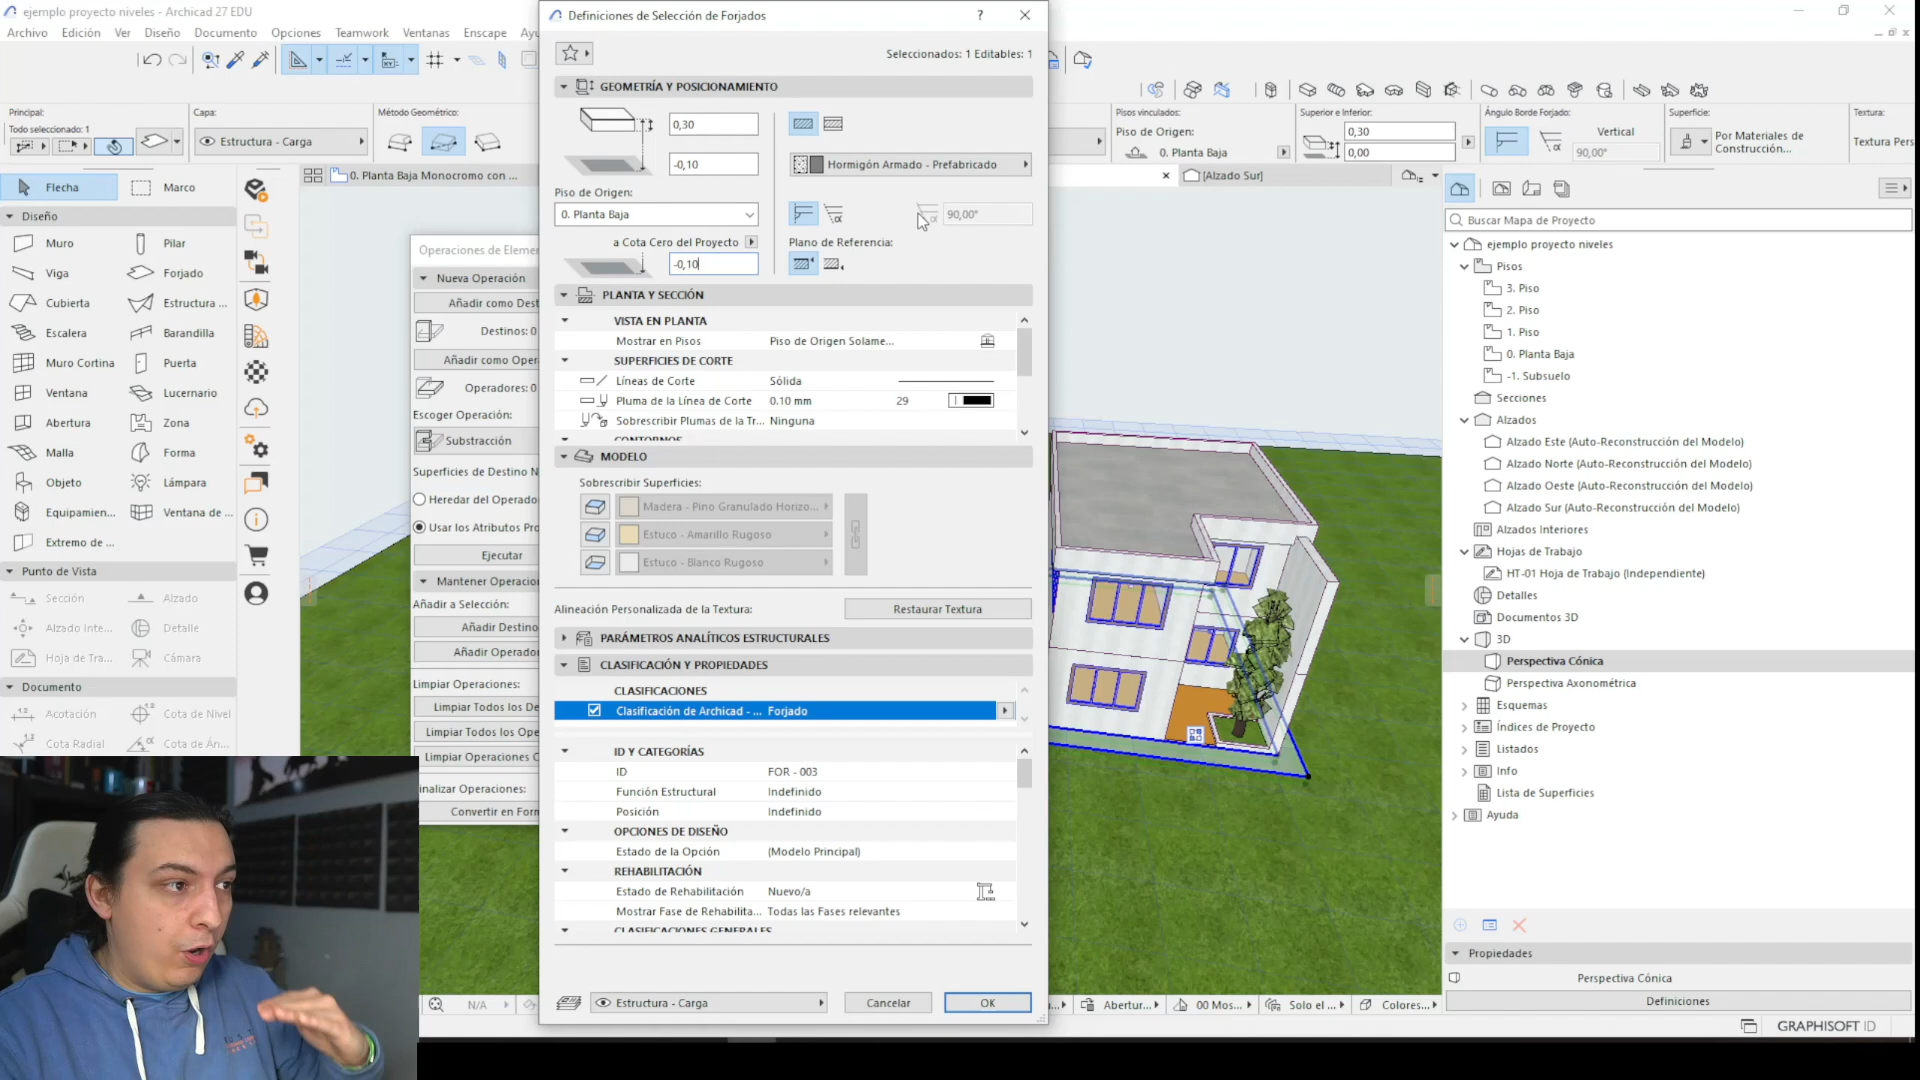 ejemplo proyecto niveles - Archicad 27 EDU
Archivo Edición Ver Diseño Documento Opciones Teamwork Ventanas Enscape Ayu
Principal:
Todo seleccionado: 1
Capa:
Estructura - Carga
Método Geométrico:
Pisos vinculados:
Piso de Origen:
0. Planta Baja
Superior e Inferior:
0,30
0,00
Ángulo Borde Forjado:
Vertical
90,00°
Superficie:
Por Materiales de Construcción...
Textura:
Textura Pers
0. Planta Baja Monocromo con ...
[Alzado Sur]
Flecha
Marco
Diseño
Muro
Pilar
Viga
Forjado
Cubierta
Estructura ...
Escalera
Barandilla
Muro Cortina
Puerta
Ventana
Lucernario
Abertura
Zona
Malla
Forma
Objeto
Lámpara
Equipamien...
Ventana de ...
Extremo de ...
Punto de Vista
Sección
Alzado
Alzado Inte...
Detalle
Hoja de Tra...
Cámara
Documento
Acotación
Cota de Nivel
Cota Radial
Cota de Án...
Operaciones de Elemen
Nueva Operación
Añadir como Dest
Destinos: 0
Añadir como Oper
Operadores: 0
Escoger Operación:
Substracción
Superficies de Destino N
Heredar del Operado
Usar los Atributos Pro
Ejecutar
Mantener Operacion
Añadir a Selección:
Añadir Destino
Añadir Operador
Limpiar Operaciones:
Limpiar Todos los De
Limpiar Todos los Ope
Limpiar Operaciones C
inalizar Operaciones:
Convertir en Form
Definiciones de Selección de Forjados
?
Seleccionados: 1 Editables: 1
GEOMETRÍA Y POSICIONAMIENTO
0,30
-0,10
Hormigón Armado - Prefabricado
Piso de Origen:
0. Planta Baja
90,00°
a Cota Cero del Proyecto
Plano de Referencia:
-0,10
PLANTA Y SECCIÓN
VISTA EN PLANTA
Mostrar en Pisos Piso de Origen Solame...
SUPERFICIES DE CORTE
Líneas de Corte Sólida
Pluma de la Línea de Corte 0.10 mm 29
Sobrescribir Plumas de la Tr... Ninguna
CONTORNOS
MODELO
Sobrescribir Superficies:
Madera - Pino Granulado Horizo...
Estuco - Amarillo Rugoso
Estuco - Blanco Rugoso
Alineación Personalizada de la Textura:
Restaurar Textura
PARÁMETROS ANALÍTICOS ESTRUCTURALES
CLASIFICACIÓN Y PROPIEDADES
CLASIFICACIONES
Clasificación de Archicad - ... Forjado
ID Y CATEGORÍAS
ID FOR - 003
Función Estructural Indefinido
Posición Indefinido
OPCIONES DE DISEÑO
Estado de la Opción (Modelo Principal)
REHABILITACIÓN
Estado de Rehabilitación Nuevo/a
Mostrar Fase de Rehabilita... Todas las Fases relevantes
CLASIFICACIONES GENERALES
Estructura - Carga
Cancelar
OK
N/A
Abertur...
00 Mos...
Solo el ...
Colores...
Buscar Mapa de Proyecto
ejemplo proyecto niveles
Pisos
3. Piso
2. Piso
1. Piso
0. Planta Baja
-1. Subsuelo
Secciones
Alzados
Alzado Este (Auto-Reconstrucción del Modelo)
Alzado Norte (Auto-Reconstrucción del Modelo)
Alzado Oeste (Auto-Reconstrucción del Modelo)
Alzado Sur (Auto-Reconstrucción del Modelo)
Alzados Interiores
Hojas de Trabajo
HT-01 Hoja de Trabajo (Independiente)
Detalles
Documentos 3D
3D
Perspectiva Cónica
Perspectiva Axonométrica
Esquemas
Índices de Proyecto
Listados
Info
Lista de Superficies
Ayuda
Propiedades
Perspectiva Cónica
Definiciones
GRAPHISOFT ID